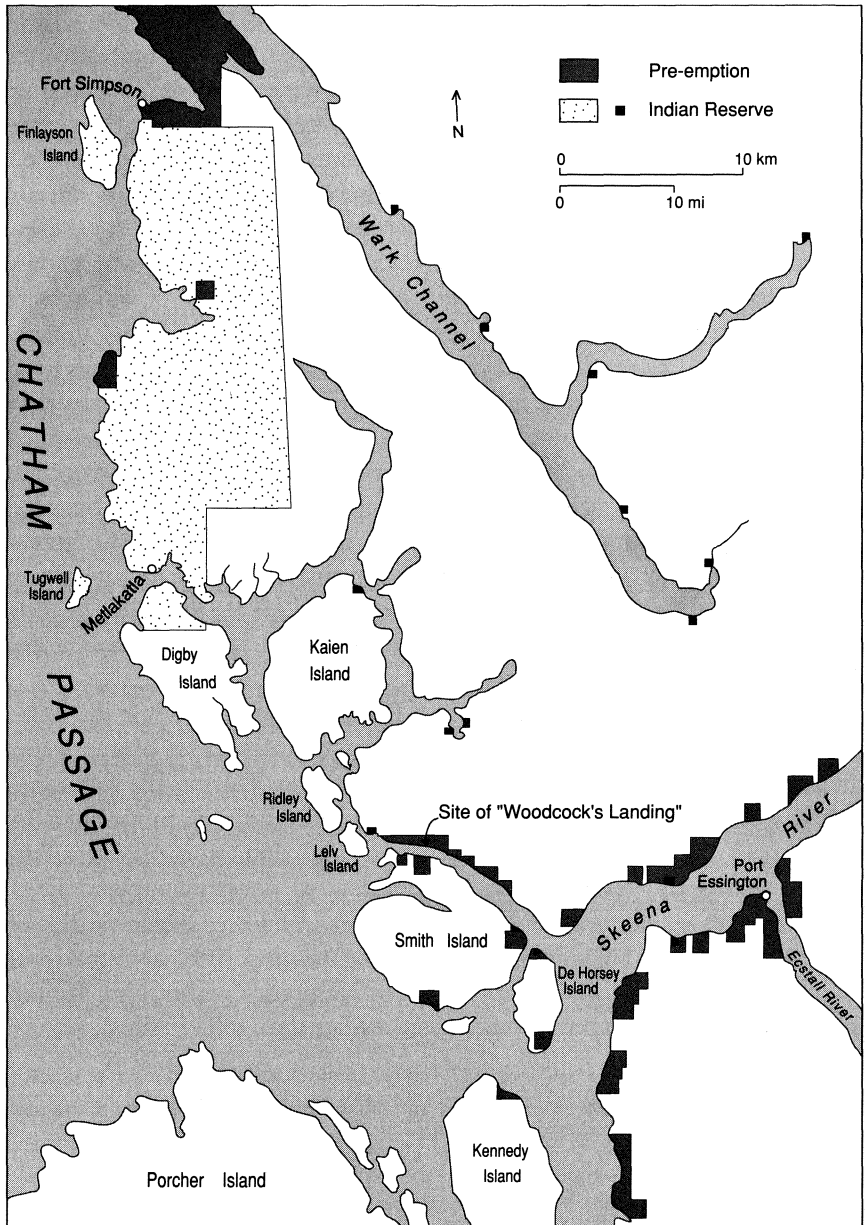 Fort Simpson
Finlayson
Island
N
Pre-emption
Indian Reserve
0 10 km
0 10 mi
Wark Channel
CHATHAM
PASSAGE
Tugwell
Island
Metlakatla
Digby
Island
Kaien
Island
Ridley
Island
Lelv
Island
Site of "Woodcock's Landing"
Smith Island
De Horsey
Island
Skeena
River
Port
Essington
Ecstall River
Kennedy
Island
Porcher Island